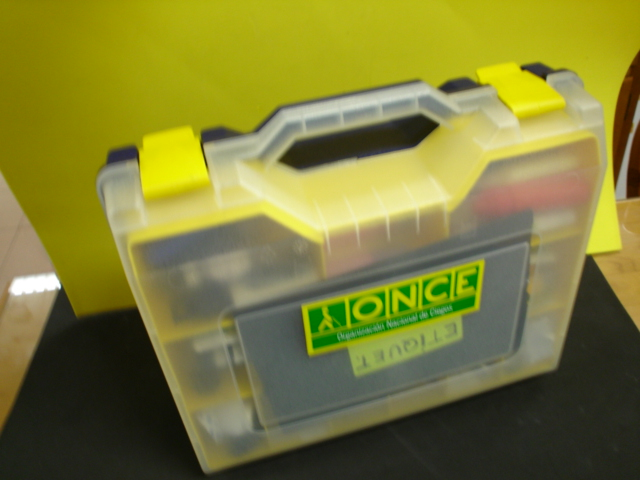 ONCE
Organización Nacional de Ciegos
ETIQUET